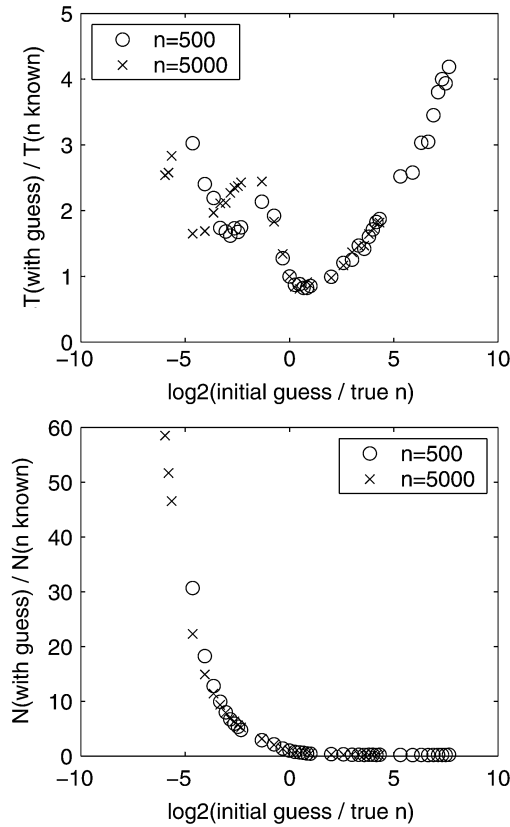 5
n=500
n=5000
4
3
2
1
0
−10 −5 0 5 10
log2(initial guess / true n)
T(with guess) / T(n known)
60
n=500
n=5000
50
40
30
20
10
0
−10 −5 0 5 10
log2(initial guess / true n)
N(with guess) / N(n known)